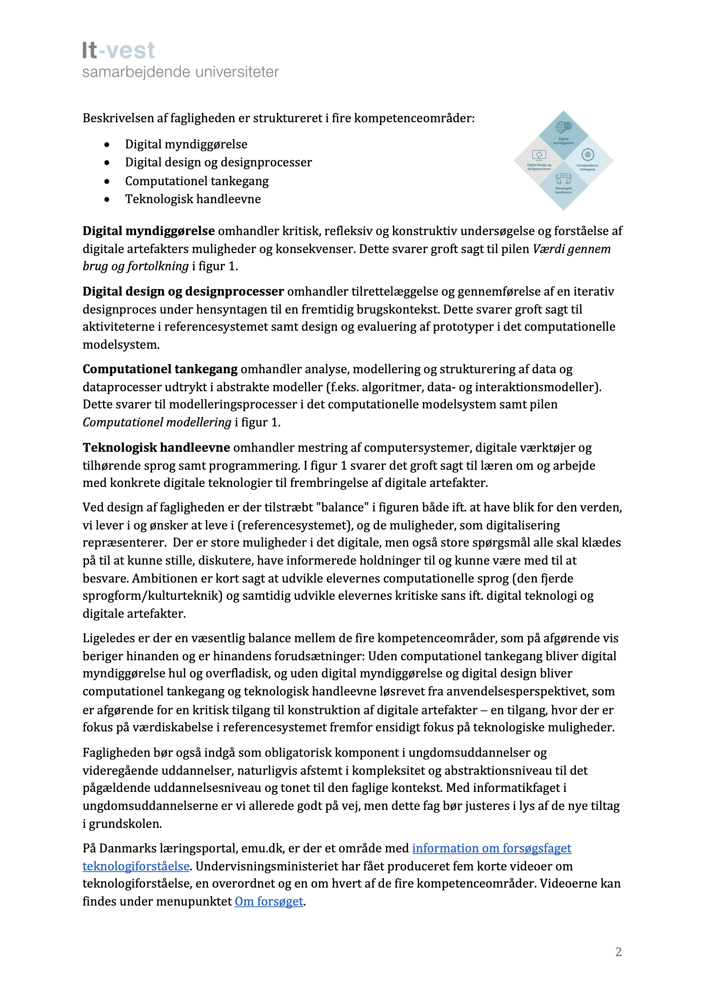 It-vest
samarbejdende universiteter
Beskrivelsen af fagligheden er struktureret i fire kompetenceområder:
• Digital myndiggørelse
• Digital design og designprocesser
• Computationel tankegang
• Teknologisk handleevne
Digital
myndiggørelse
Digital design og
designprocesser
Computationel
tankegang
Teknologisk
handleevne
Digital myndiggørelse omhandler kritisk, refleksiv og konstruktiv undersøgelse og forståelse af
digitale artefakters muligheder og konsekvenser. Dette svarer groft sagt til pilen Værdi gennem
brug og fortolkning i figur 1.
Digital design og designprocesser omhandler tilrettelæggelse og gennemførelse af en iterativ
designproces under hensyntagen til en fremtidig brugskontekst. Dette svarer groft sagt til
aktiviteterne i referencesystemet samt design og evaluering af prototyper i det computationelle
modelsystem.
Computationel tankegang omhandler analyse, modellering og strukturering af data og
dataprocesser udtrykt i abstrakte modeller (f.eks. algoritmer, data- og interaktionsmodeller).
Dette svarer til modelleringsprocesser i det computationelle modelsystem samt pilen
Computationel modellering i figur 1.
Teknologisk handleevne omhandler mestring af computersystemer, digitale værktøjer og
tilhørende sprog samt programmering. I figur 1 svarer det groft sagt til læren om og arbejde
med konkrete digitale teknologier til frembringelse af digitale artefakter.
Ved design af fagligheden er der tilstræbt "balance" i figuren både ift. at have blik for den verden,
vi lever i og ønsker at leve i (referencesystemet), og de muligheder, som digitalisering
repræsenterer.  Der er store muligheder i det digitale, men også store spørgsmål alle skal klædes
på til at kunne stille, diskutere, have informerede holdninger til og kunne være med til at
besvare. Ambitionen er kort sagt at udvikle elevernes computationelle sprog (den fjerde
sprogform/kulturteknik) og samtidig udvikle elevernes kritiske sans ift. digital teknologi og
digitale artefakter.
Ligeledes er der en væsentlig balance mellem de fire kompetenceområder, som på afgørende vis
beriger hinanden og er hinandens forudsætninger: Uden computationel tankegang bliver digital
myndiggørelse hul og overfladisk, og uden digital myndiggørelse og digital design bliver
computationel tankegang og teknologisk handleevne løsrevet fra anvendelsesperspektivet, som
er afgørende for en kritisk tilgang til konstruktion af digitale artefakter – en tilgang, hvor der er
fokus på værdiskabelse i referencesystemet fremfor ensidigt fokus på teknologiske muligheder.
Fagligheden bør også indgå som obligatorisk komponent i ungdomsuddannelser og
videregående uddannelser, naturligvis afstemt i kompleksitet og abstraktionsniveau til det
pågældende uddannelsesniveau og tonet til den faglige kontekst. Med informatikfaget i
ungdomsuddannelserne er vi allerede godt på vej, men dette fag bør justeres i lys af de nye tiltag
i grundskolen.
På Danmarks læringsportal, emu.dk, er der et område med information om forsøgsfaget
teknologiforståelse. Undervisningsministeriet har fået produceret fem korte videoer om
teknologiforståelse, en overordnet og en om hvert af de fire kompetenceområder. Videoerne kan
findes under menupunktet Om forsøget.
2